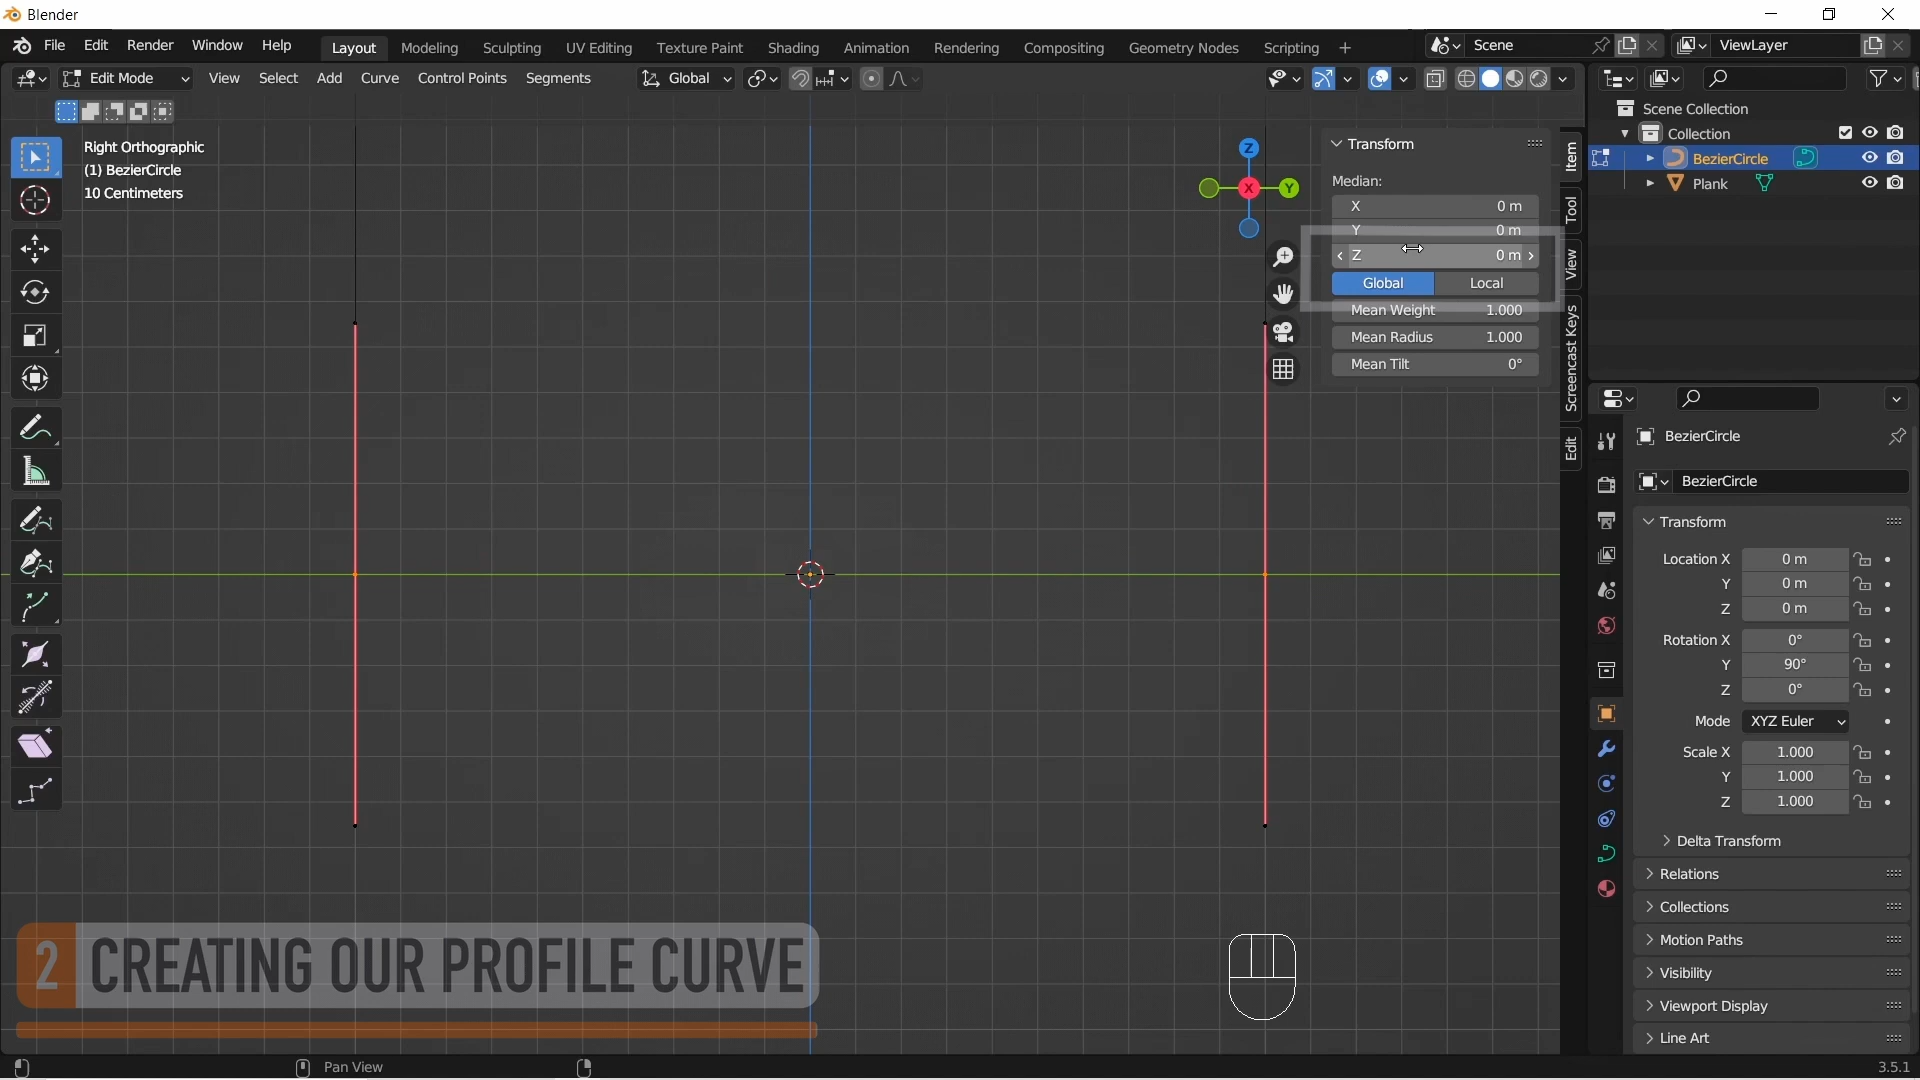 Blender
File Edit Render Window Help Layout Modeling Sculpting UV Editing Texture Paint Shading Animation Rendering Compositing Geometry Nodes Scripting + Scene ViewLayer
Edit Mode View Select Add Curve Control Points Segments Global
Right Orthographic
(1) BezierCircle
10 Centimeters
Z
X
Y
Transform
Median:
X 0 m
Y 0 m
Z 0 m
Global Local
Mean Weight 1.000
Mean Radius 1.000
Mean Tilt 0°
Item
Tool
View
Screencast Keys
Edit
Scene Collection
Collection
BezierCircle
Plank
BezierCircle
BezierCircle
Transform
Location X 0 m
Y 0 m
Z 0 m
Rotation X 0°
Y 90°
Z 0°
Mode XYZ Euler
Scale X 1.000
Y 1.000
Z 1.000
Delta Transform
Relations
Collections
Motion Paths
Visibility
Viewport Display
Line Art
2 CREATING OUR PROFILE CURVE
Pan View
3.5.1